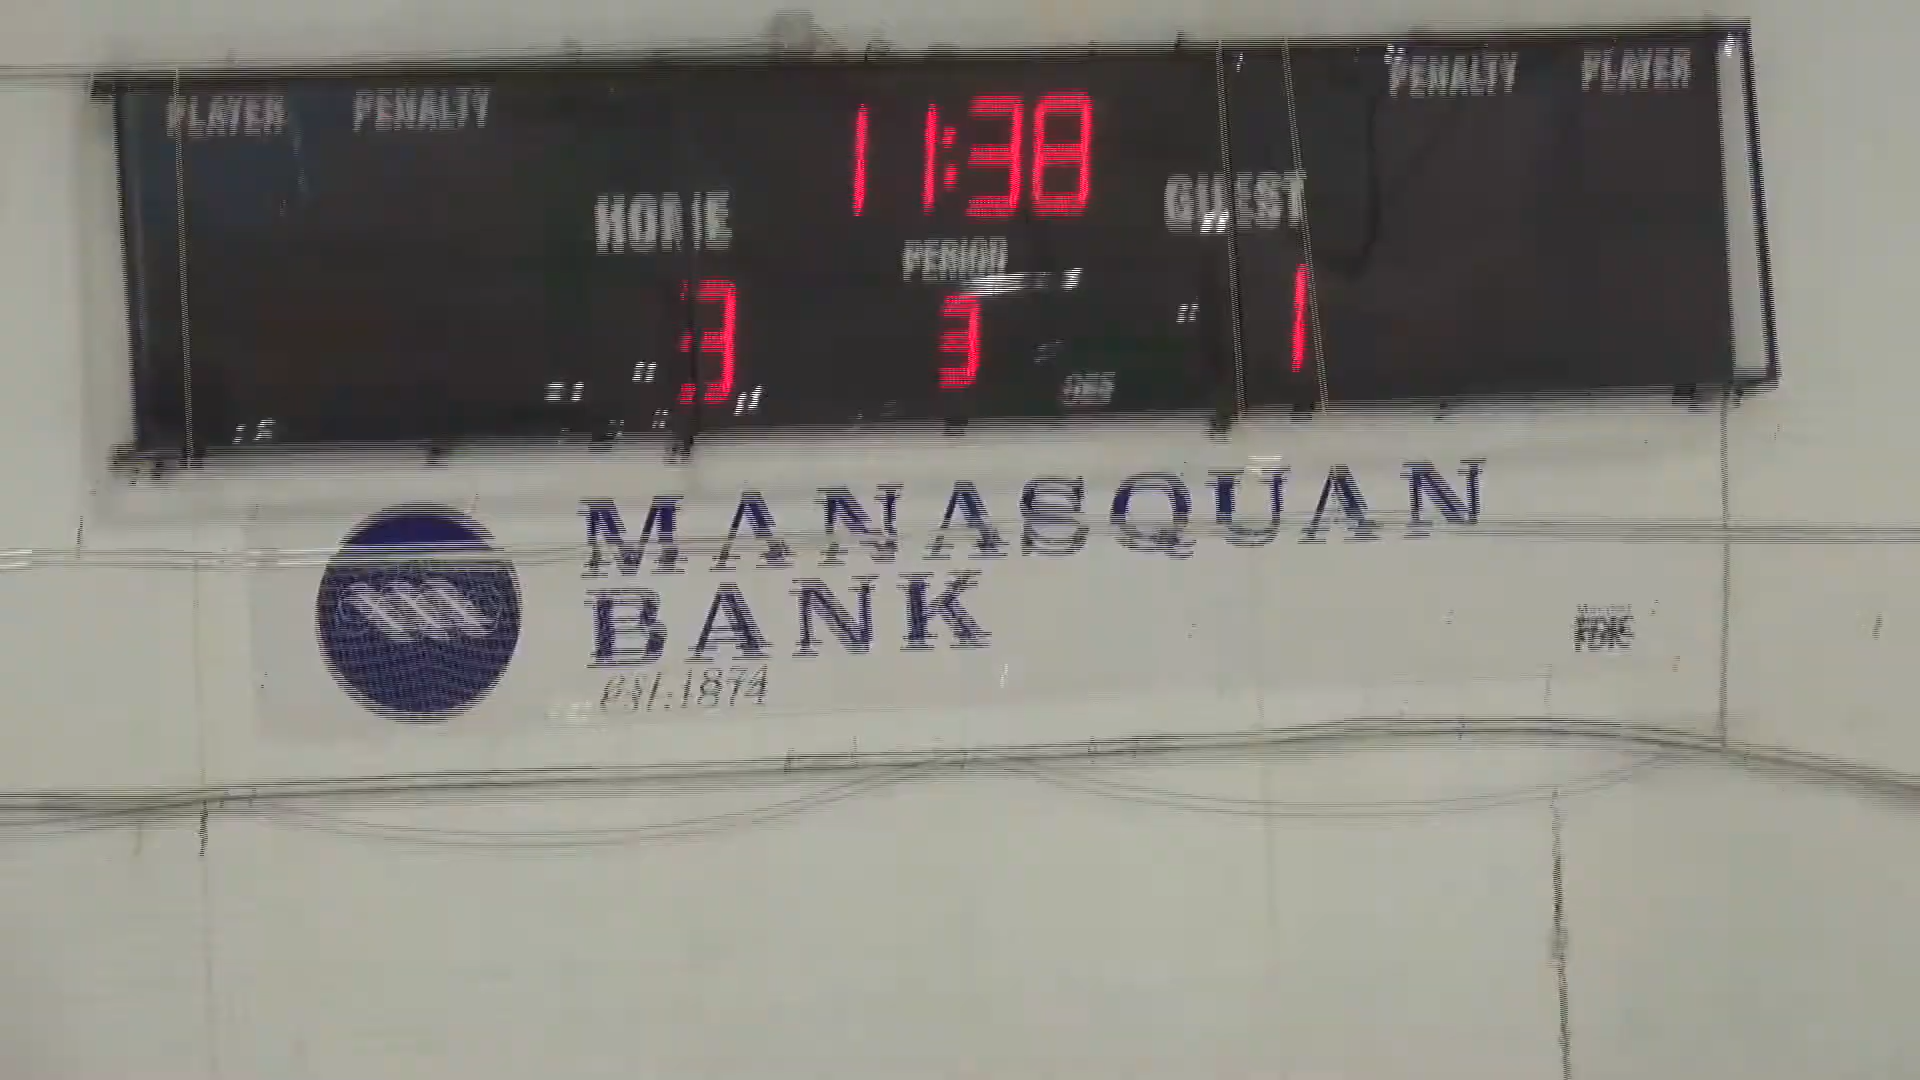 PLAYER PENALTY 11:38 PENALTY PLAYER
HOME GUEST
PERIOD
3 3 1
MANASQUAN
BANK
EST. 1874
FDIC